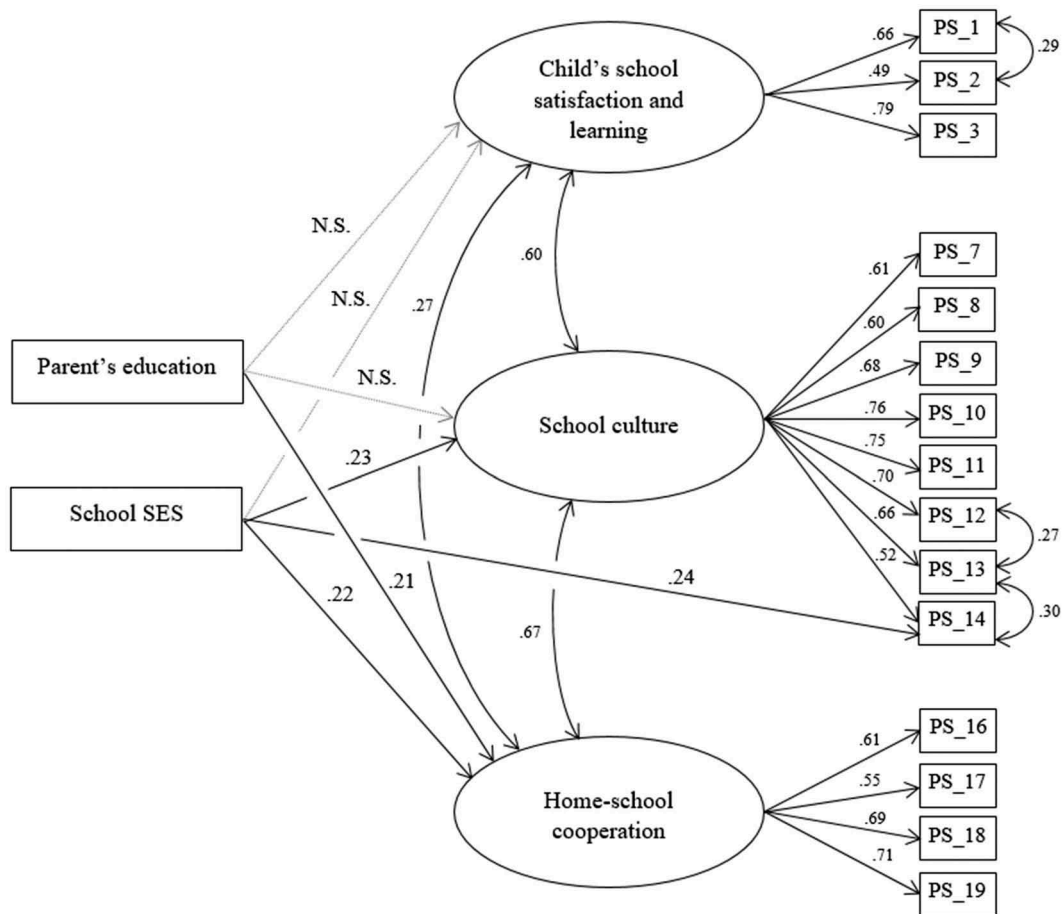 PS_1
.66
.29
Child's school
satisfaction and
learning
.49
PS_2
.79
PS_3
N.S.
PS_7
.61
.60
N.S.
.27
.60
PS_8
.68
PS_9
Parent's education
N.S.
.76
PS_10
School culture
.75
PS_11
.23
.70
School SES
.66
PS_12
.27
.52
PS_13
.22
.21
.24
.30
PS_14
.67
PS_16
.61
.55
PS_17
Home-school
cooperation
.69
PS_18
.71
PS_19